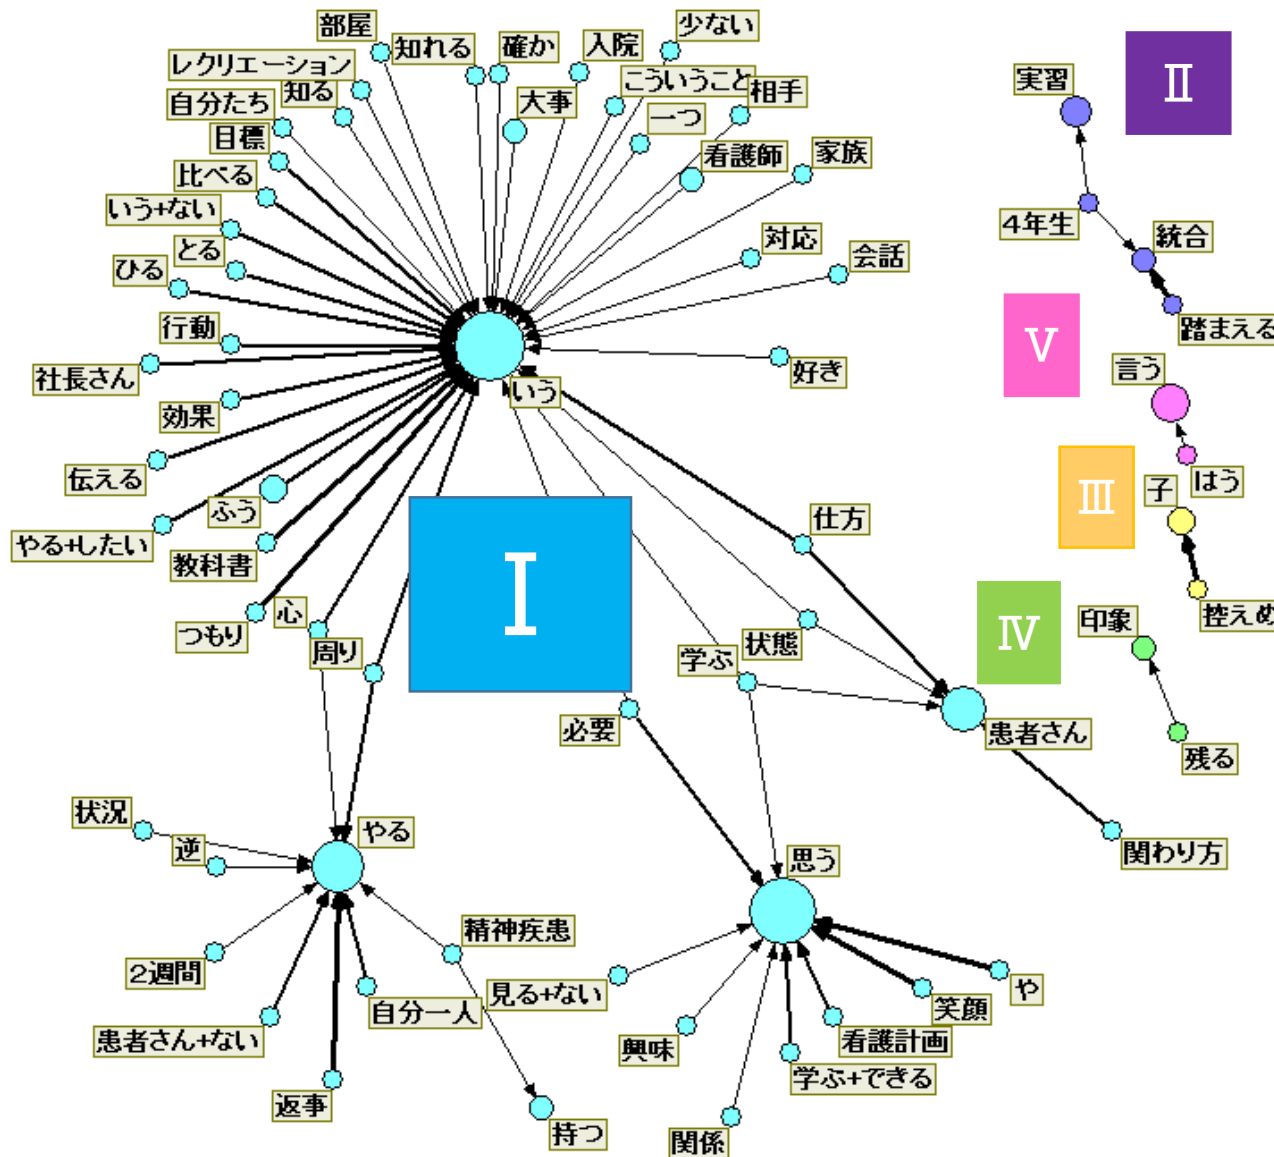 部屋
知れる
確か
入院
少ない
レクリエーション
知る
こういうこと
相手
自分たち
大事
一つ
目標
看護師
家族
比べる
いう+ない
とる
対応
会話
ひる
行動
社長さん
好き
いう
効果
伝える
ふう
やる+したい
教科書
仕方
つもり
心
周り
学ぶ
状態
必要
患者さん
関わり方
状況
逆
やる
思う
2週間
精神疾患
患者さん+ない
自分一人
返事
持つ
見る+ない
興味
関係
学ぶ+できる
看護計画
笑顔
や
Ⅰ
実習
Ⅱ
4年生
統合
踏まえる
Ⅴ
言う
はう
Ⅲ
子
控えめ
Ⅳ
印象
残る